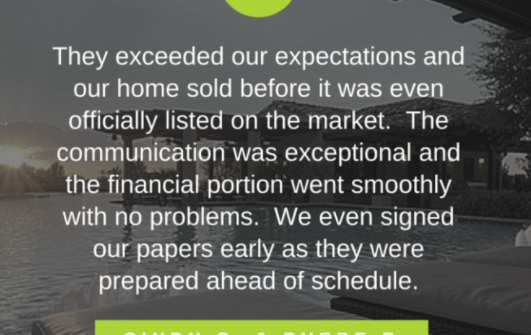 They exceeded our expectations and
our home sold before it was even
officially listed on the market.  The
communication was exceptional and
the financial portion went smoothly
with no problems.  We even signed
our papers early as they were
prepared ahead of schedule.